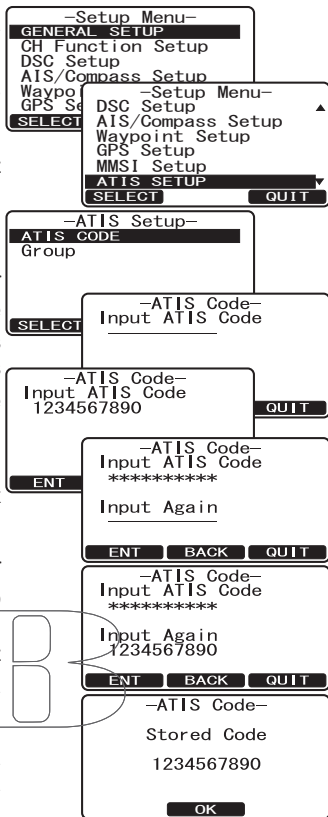 -Setup Menu-
GENERAL SETUP
CH Function Setup
DSC Setup
AIS/Compass Setup
SELECT
-Setup Menu-
DSC Setup
AIS/Compass Setup
Waypoint Setup
GPS Setup
MMSI Setup
ATIS SETUP
SELECT QUIT
-ATIS Setup-
ATIS CODE
Group
SELECT
-ATIS Code-
Input ATIS Code
QUIT
-ATIS Code-
Input ATIS Code
1234567890
ENT
-ATIS Code-
Input ATIS Code
**********
Input Again
ENT BACK QUIT
-ATIS Code-
Input ATIS Code
**********
Input Again
1234567890
ENT BACK QUIT
-ATIS Code-
Stored Code
1234567890
OK